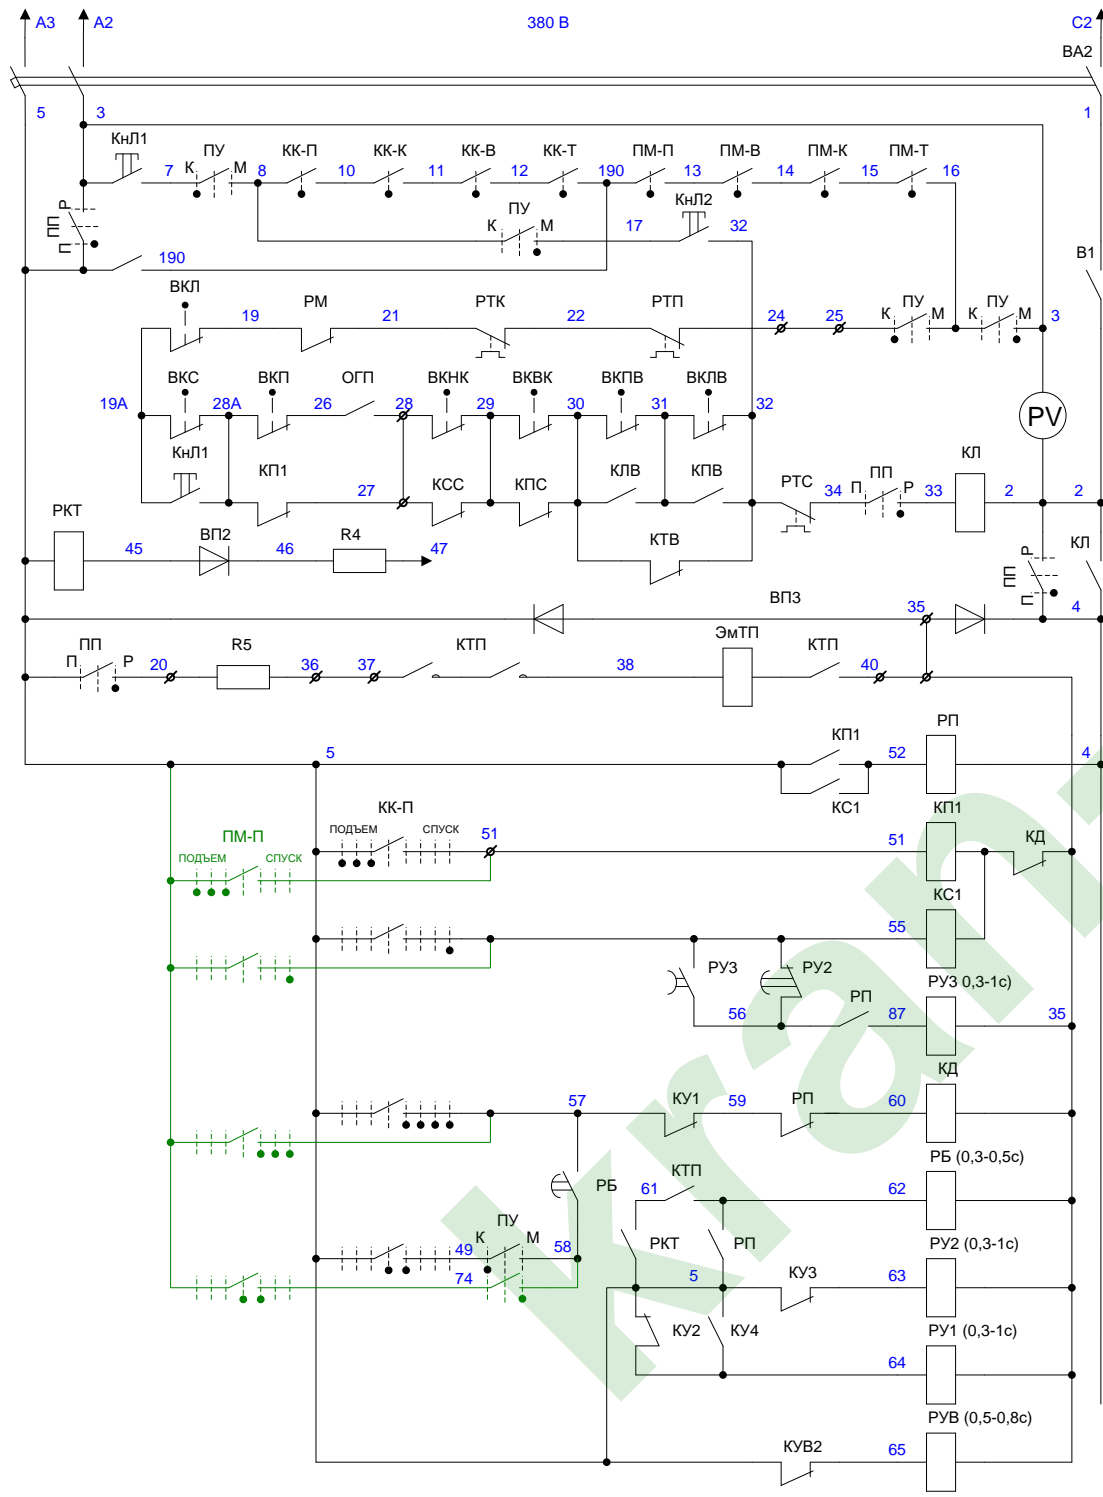 А3 А2 380 В С2
ВА2
5 3 1
КнЛ1 7 ПУ К М 8 КК-П 10 КК-К 11 КК-В 12 КК-Т 190 ПМ-П 13 ПМ-В 14 ПМ-К 15 ПМ-Т 16
ПП Р П
ПУ К М 17 КнЛ2 32
190
В1
ВКЛ 19 РМ 21 РТК 22 РТП 24 25 ПУ К М ПУ К М 3
19А ВКС 28А ВКП 26 ОГП 28 ВКНК 29 ВКВК 30 ВКПВ 31 ВКЛВ 32
PV
КнЛ1 КП1 27 КСС КПС КЛВ КПВ РТС 34 ПП П Р 33 КЛ 2 2
РКТ 45 ВП2 46 R4 47 КТВ
ПП Р П КЛ
ВП3 35 4
ПП П Р 20 R5 36 37 КТП 38 ЭмТП КТП 40
5 КП1 52 РП 4
КС1
КК-П
ПОДЪЕМ СПУСК 51 51 КП1 КД
ПМ-П
ПОДЪЕМ СПУСК
55 КС1
РУ3 РУ2
56 РП 87 РУ3 0,3-1с) 35
57 КУ1 59 РП 60 КД
РБ 61 КТП 62 РБ (0,3-0,5с)
49 К ПУ М 58 РКТ РП
74 5 КУ3 63 РУ2 (0,3-1с)
КУ2 КУ4 64 РУ1 (0,3-1с)
КУВ2 65 РУВ (0,5-0,8с)
kran